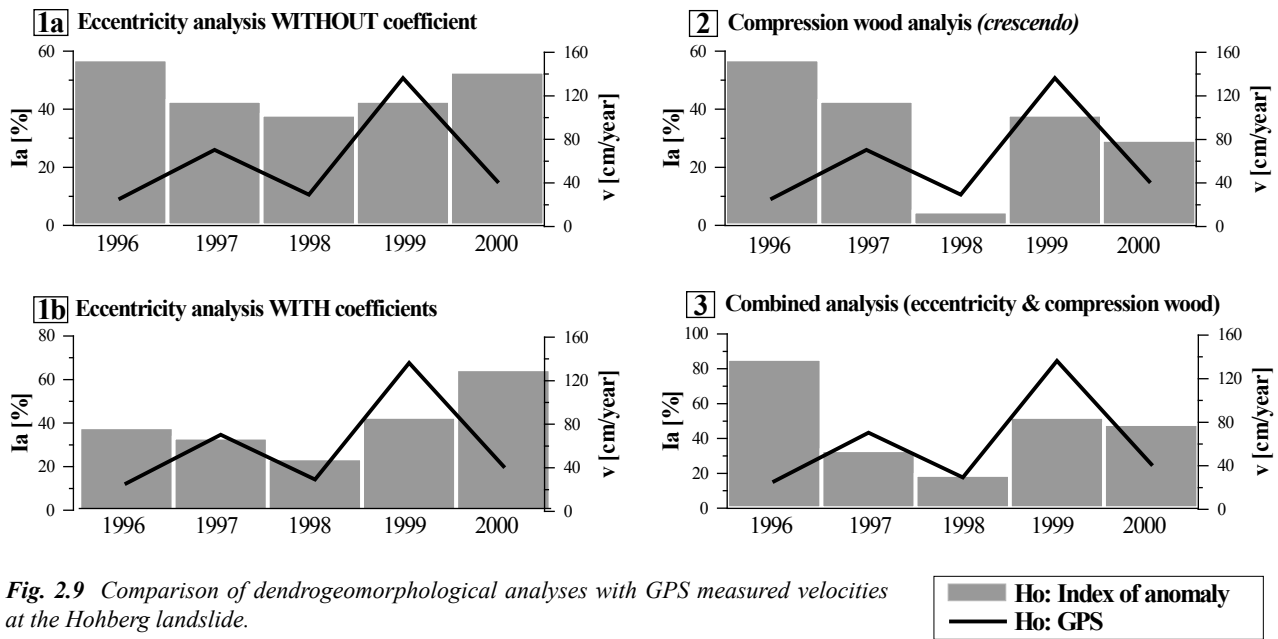 1a Eccentricity analysis WITHOUT coefficient
60
40
20
0
Ia [%]
160
120
80
40
0
v [cm/year]
1996 1997 1998 1999 2000
2 Compression wood analyis (crescendo)
60
40
20
0
Ia [%]
160
120
80
40
0
v [cm/year]
1996 1997 1998 1999 2000
1b Eccentricity analysis WITH coefficients
80
60
40
20
0
Ia [%]
160
120
80
40
0
v [cm/year]
1996 1997 1998 1999 2000
3 Combined analysis (eccentricity & compression wood)
100
80
60
40
20
0
Ia [%]
160
120
80
40
0
v [cm/year]
1996 1997 1998 1999 2000
Fig. 2.9 Comparison of dendrogeomorphological analyses with GPS measured velocities
at the Hohberg landslide.
Ho: Index of anomaly
Ho: GPS